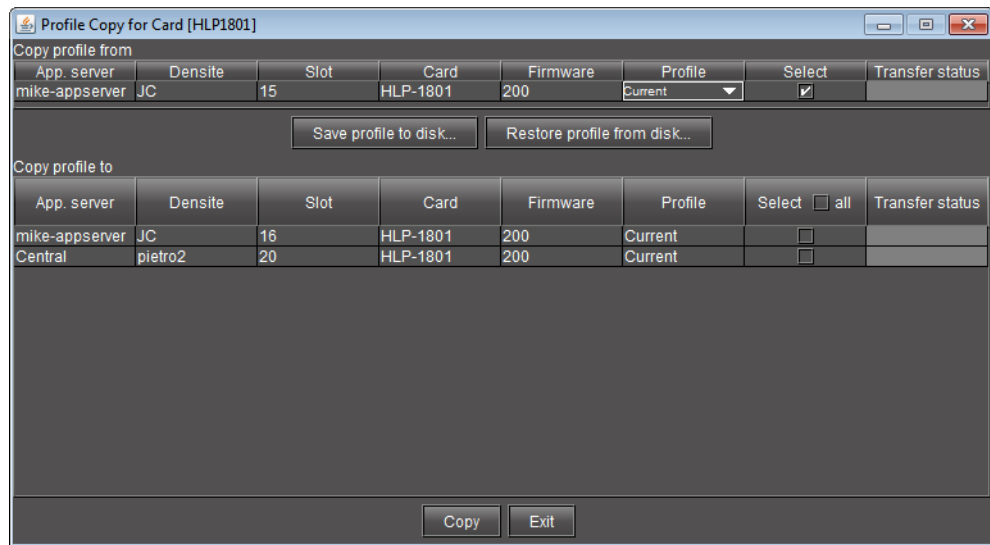 Profile Copy for Card [HLP1801]
Copy profile from
App. server Densite Slot Card Firmware Profile Select Transfer status
mike-appserver JC 15 HLP-1801 200 Current
Save profile to disk... Restore profile from disk...
Copy profile to
App. server Densite Slot Card Firmware Profile Select all Transfer status
mike-appserver JC 16 HLP-1801 200 Current
Central pietro2 20 HLP-1801 200 Current
Copy Exit